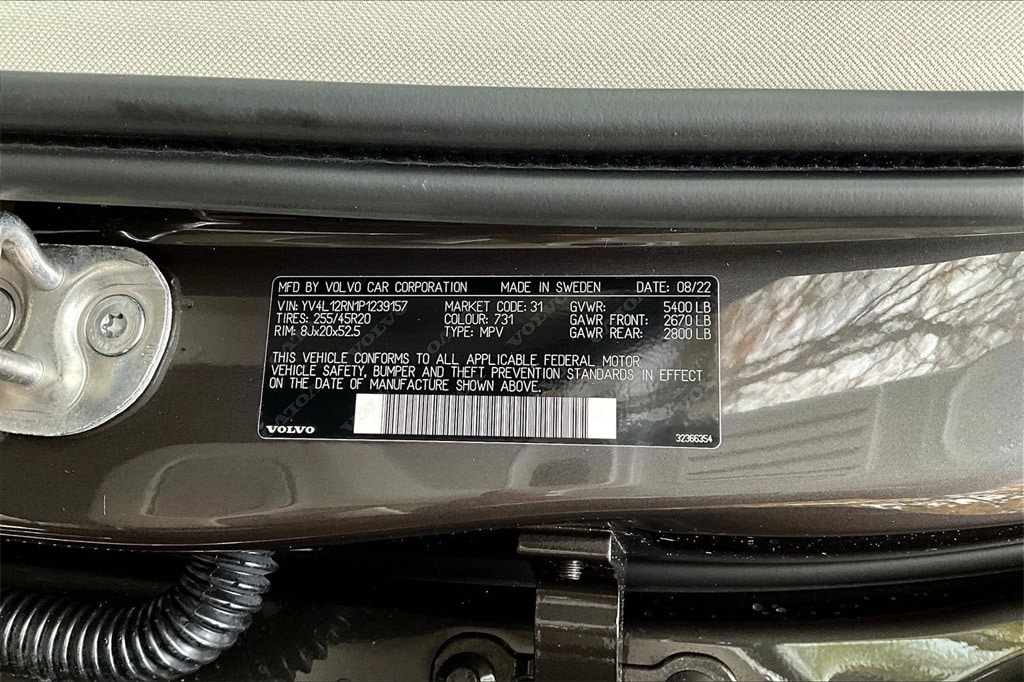 MFD BY VOLVO CAR CORPORATION MADE IN SWEDEN DATE: 08/22
VIN: YV4L12RN1P1239157 MARKET CODE: 31 GVWR: 5400 LB
TIRES: 255/45R20 COLOUR: 731 GAWR FRONT: 2670 LB
RIM: 8Jx20x52.5 TYPE: MPV GAWR REAR: 2800 LB
THIS VEHICLE CONFORMS TO ALL APPLICABLE FEDERAL MOTOR
VEHICLE SAFETY, BUMPER AND THEFT PREVENTION STANDARDS IN EFFECT
ON THE DATE OF MANUFACTURE SHOWN ABOVE.
VOLVO 32366354